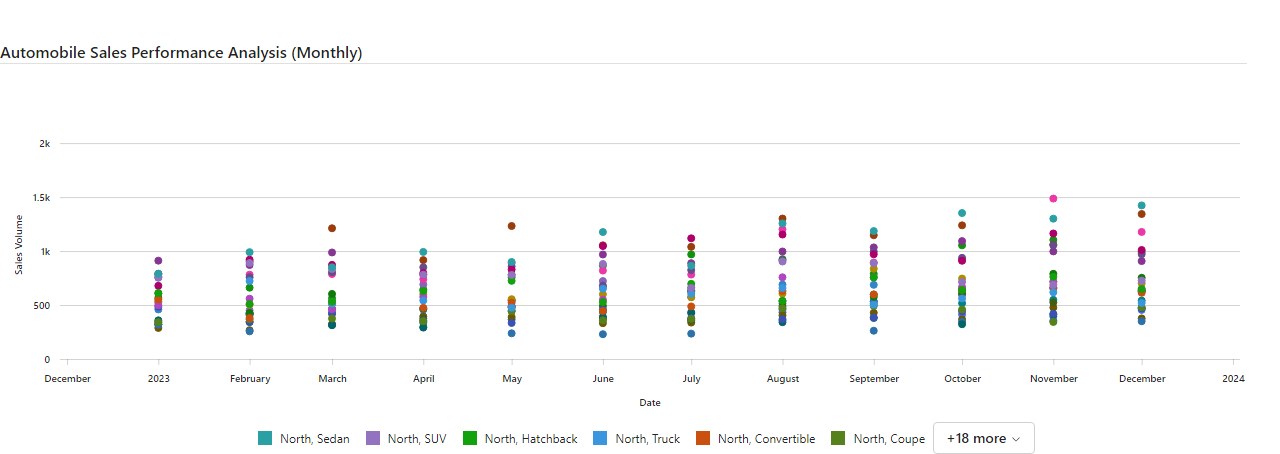 Automobile Sales Performance Analysis (Monthly)
2k
1.5k
1k
500
0
Sales Volume
December 2023 February March April May June July August September October November December 2024
Date
North, Sedan North, SUV North, Hatchback North, Truck North, Convertible North, Coupe +18 more